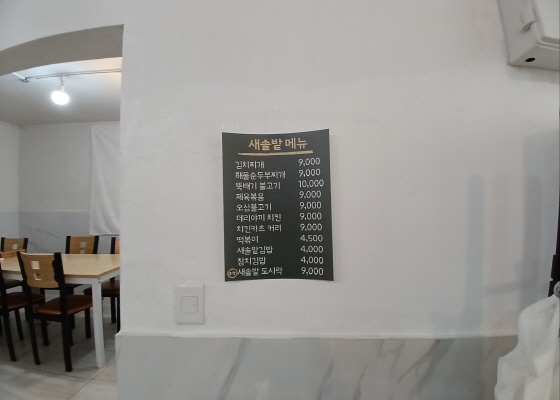 새솔밭 메뉴
김치찌개 9,000
해물순두부찌개 9,000
뚝배기 불고기 10,000
제육볶음 9,000
오삼불고기 9,000
데리야끼 치킨 9,000
치킨카츠 커리 9,000
떡볶이 4,500
새솔밭김밥 4,000
참치김밥 4,000
새솔밭 도시락 9,000